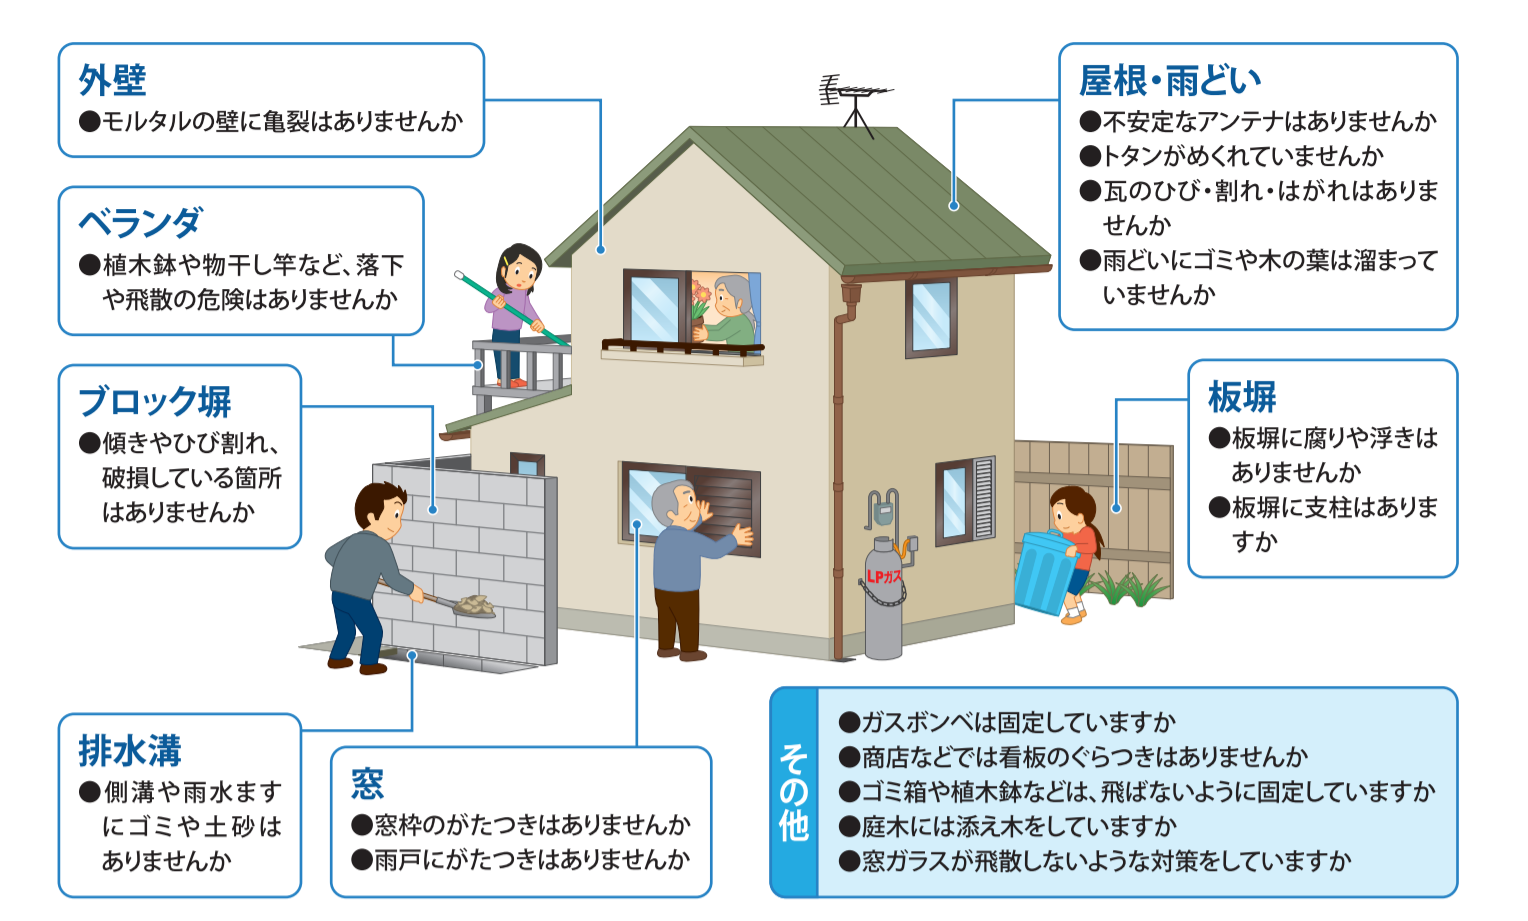 外壁
●モルタルの壁に亀裂はありませんか
ベランダ
●植木鉢や物干し竿など、落下
や飛散の危険はありませんか
ブロック塀
●傾きやひび割れ、
破損している箇所
はありませんか
屋根・雨どい
●不安定なアンテナはありませんか
●トタンがめくれていませんか
●瓦のひび・割れ・はがれはありま
せんか
●雨どいにゴミや木の葉は溜まって
いませんか
板塀
●板塀に腐りや浮きは
ありませんか
●板塀に支柱はありま
すか
LPガス
排水溝
●側溝や雨水ます
にゴミや土砂は
ありませんか
窓
●窓枠のがたつきはありませんか
●雨戸にがたつきはありませんか
その他
●ガスボンベは固定していますか
●商店などでは看板のぐらつきはありませんか
●ゴミ箱や植木鉢などは、飛ばないように固定していますか
●庭木には添え木をしていますか
●窓ガラスが飛散しないような対策をしていますか